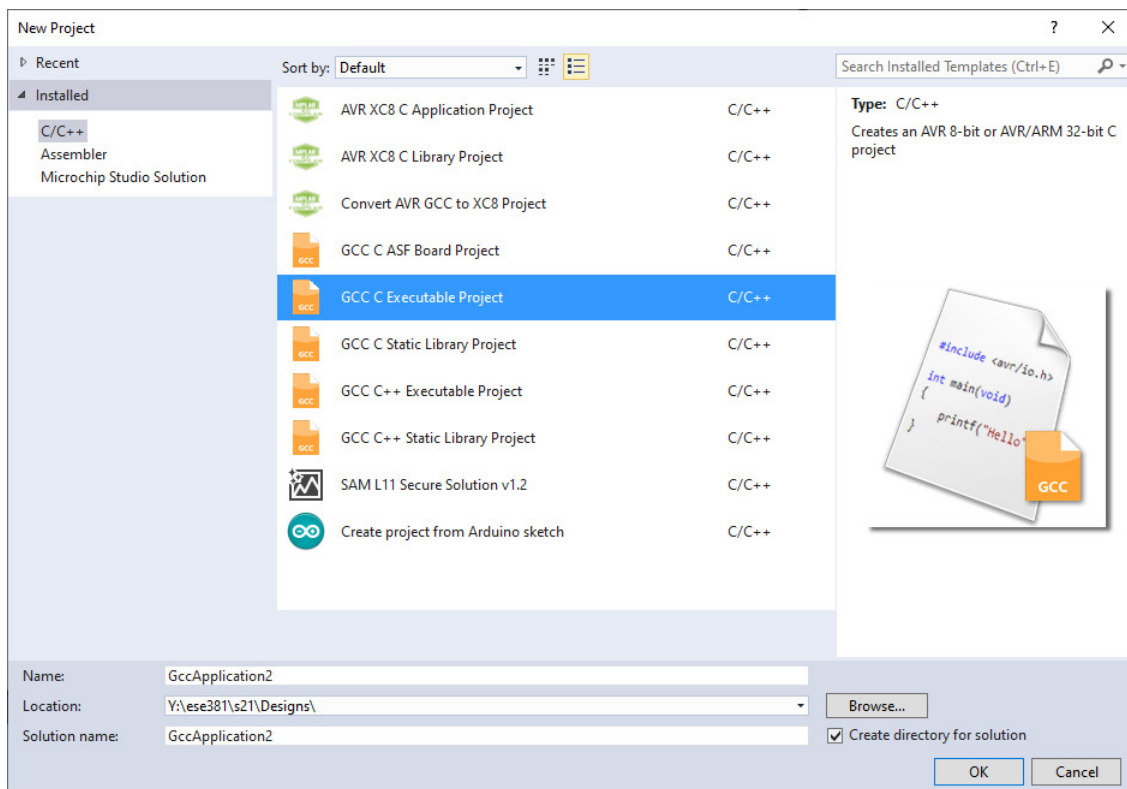 New Project
?
Recent
Installed
C/C++
Assembler
Microchip Studio Solution
Sort by: Default
Search Installed Templates (Ctrl+E)
AVR XC8 C Application Project C/C++
AVR XC8 C Library Project C/C++
Convert AVR GCC to XC8 Project C/C++
GCC GCC C ASF Board Project C/C++
GCC GCC C Executable Project C/C++
GCC GCC C Static Library Project C/C++
GCC GCC C++ Executable Project C/C++
GCC GCC C++ Static Library Project C/C++
SAM L11 Secure Solution v1.2 C/C++
Create project from Arduino sketch C/C++
Type: C/C++
Creates an AVR 8-bit or AVR/ARM 32-bit C
project
#include <avr/io.h>
int main(void)
{
printf("Hello"
}
GCC
Name: GccApplication2
Location: Y:\ese381\s21\Designs\
Browse...
Solution name: GccApplication2
Create directory for solution
OK Cancel